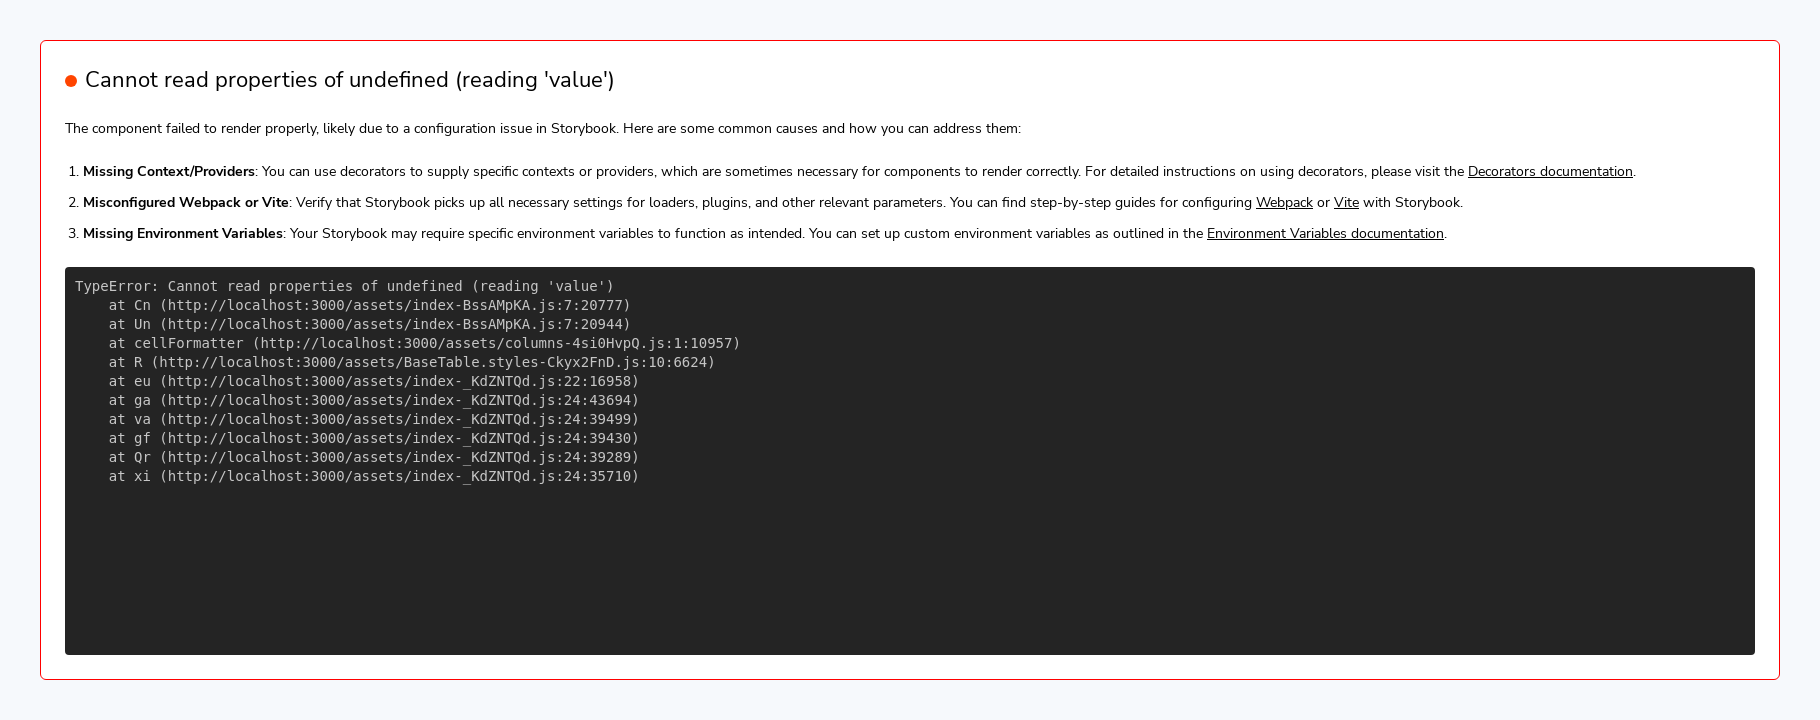 Cannot read properties of undefined (reading 'value')
The component failed to render properly, likely due to a configuration issue in Storybook. Here are some common causes and how you can address them:
1. Missing Context/Providers: You can use decorators to supply specific contexts or providers, which are sometimes necessary for components to render correctly. For detailed instructions on using decorators, please visit the Decorators documentation.
2. Misconfigured Webpack or Vite: Verify that Storybook picks up all necessary settings for loaders, plugins, and other relevant parameters. You can find step-by-step guides for configuring Webpack or Vite with Storybook.
3. Missing Environment Variables: Your Storybook may require specific environment variables to function as intended. You can set up custom environment variables as outlined in the Environment Variables documentation.
TypeError: Cannot read properties of undefined (reading 'value')
    at Cn (http://localhost:3000/assets/index-BssAMpKA.js:7:20777)
    at Un (http://localhost:3000/assets/index-BssAMpKA.js:7:20944)
    at cellFormatter (http://localhost:3000/assets/columns-4si0HvpQ.js:1:10957)
    at R (http://localhost:3000/assets/BaseTable.styles-Ckyx2FnD.js:10:6624)
    at eu (http://localhost:3000/assets/index-_KdZNTQd.js:22:16958)
    at ga (http://localhost:3000/assets/index-_KdZNTQd.js:24:43694)
    at va (http://localhost:3000/assets/index-_KdZNTQd.js:24:39499)
    at gf (http://localhost:3000/assets/index-_KdZNTQd.js:24:39430)
    at Qr (http://localhost:3000/assets/index-_KdZNTQd.js:24:39289)
    at xi (http://localhost:3000/assets/index-_KdZNTQd.js:24:35710)